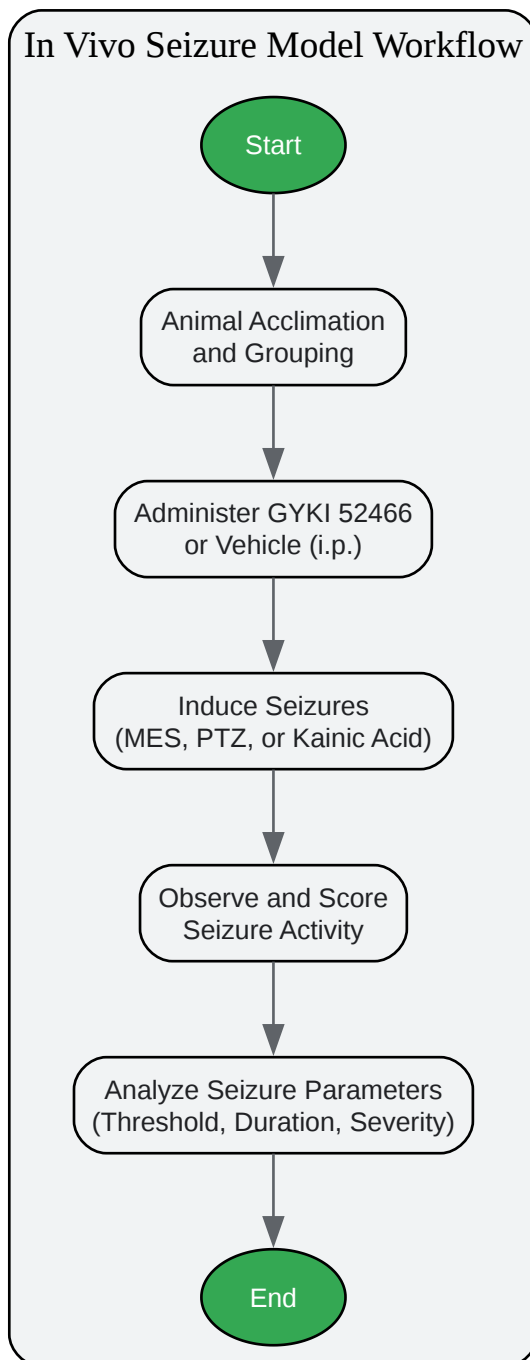 In Vivo Seizure Model Workflow
Start
Animal Acclimation
and Grouping
Administer GYKI 52466
or Vehicle (i.p.)
Induce Seizures
(MES, PTZ, or Kainic Acid)
Observe and Score
Seizure Activity
Analyze Seizure Parameters
(Threshold, Duration, Severity)
End